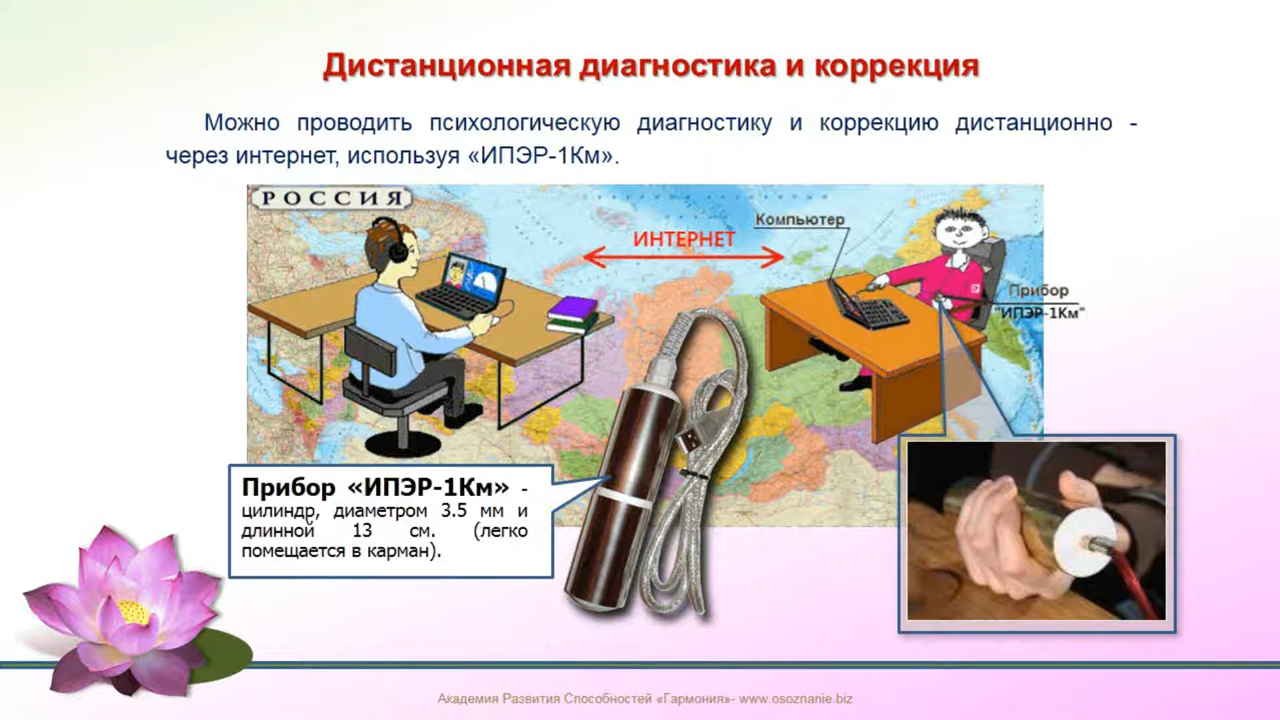 Дистанционная диагностика и коррекция
Можно проводить психологическую диагностику и коррекцию дистанционно -
через интернет, используя «ИПЭР-1Км».
РОССИЯ
Компьютер
ИНТЕРНЕТ
Прибор
"ИПЭР-1Км"
Прибор «ИПЭР-1Км» -
цилиндр, диаметром 3.5 мм и
длинной 13 см. (легко
помещается в карман).
Академия Развития Способностей «Гармония»- www.osoznanie.biz